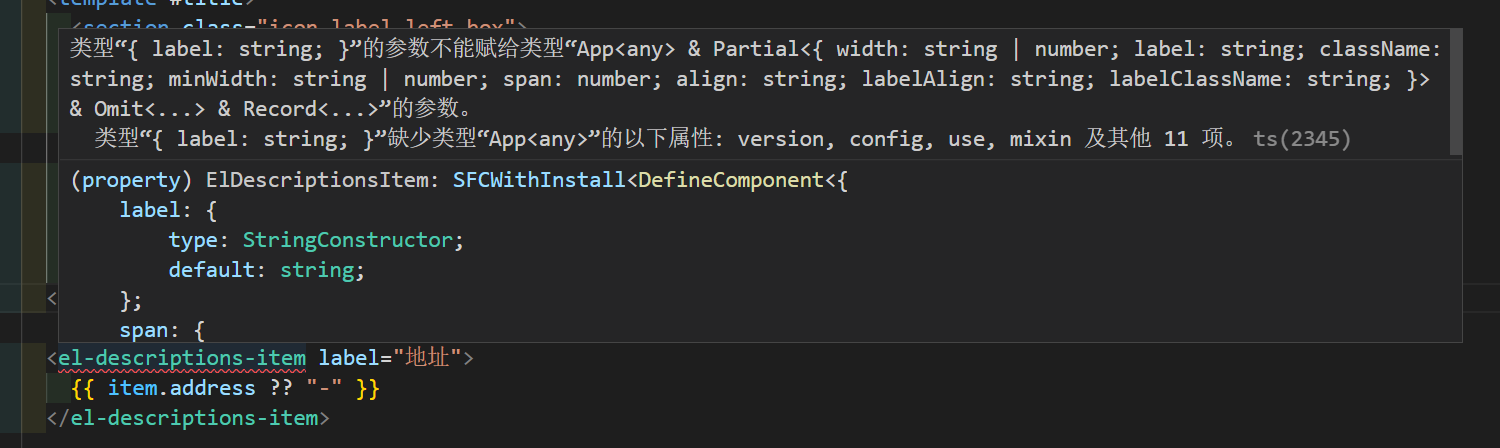 <template #title>
<section class="icon-label-left-box">
类型“{ label: string; }”的参数不能赋给类型“App<any> & Partial<{ width: string | number; label: string; className:
string; minWidth: string | number; span: number; align: string; labelAlign: string; labelClassName: string; }>
& Omit<...> & Record<...>”的参数。
类型“{ label: string; }”缺少类型“App<any>”的以下属性: version, config, use, mixin 及其他 11 项。 ts(2345)
(property) ElDescriptionsItem: SFCWithInstall<DefineComponent<{
label: {
type: StringConstructor;
default: string;
};
<
span: {
<el-descriptions-item label="地址">
{{ item.address ?? "-" }}
</el-descriptions-item>